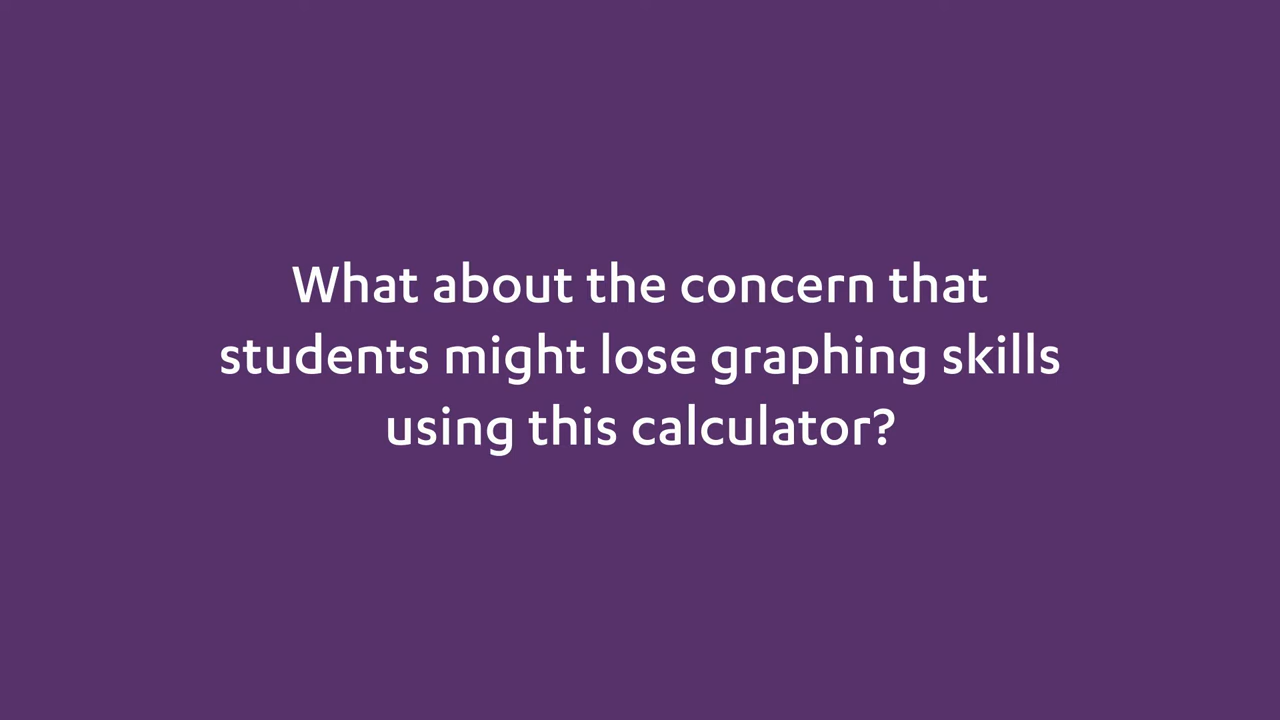 What about the concern that
students might lose graphing skills
using this calculator?